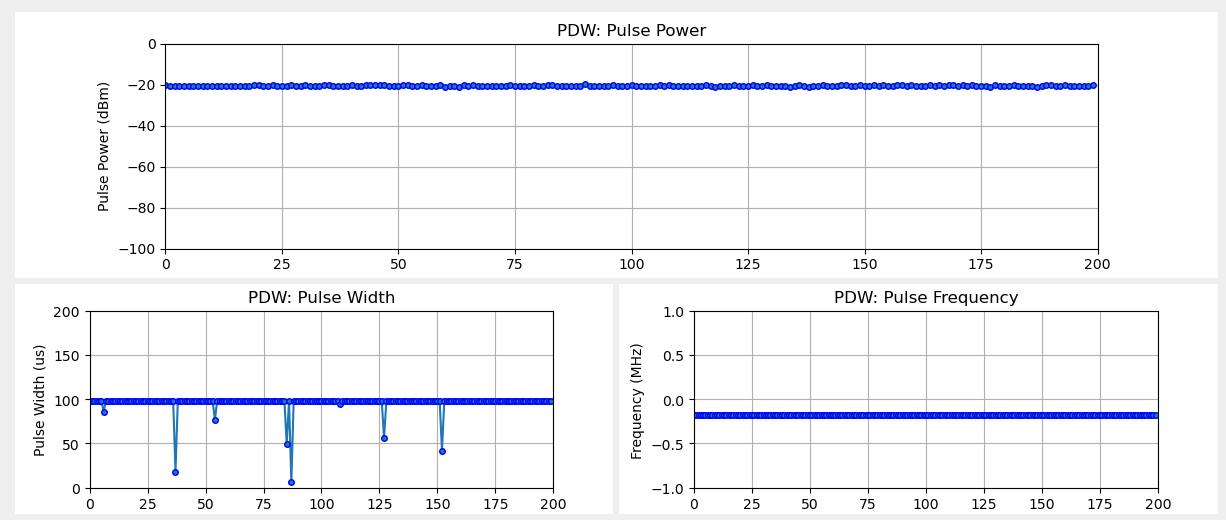 PDW: Pulse Power
Pulse Power (dBm)
0
−20
−40
−60
−80
−100
0 25 50 75 100 125 150 175 200
PDW: Pulse Width
Pulse Width (us)
200
150
100
50
0
0 25 50 75 100 125 150 175 200
PDW: Pulse Frequency
Frequency (MHz)
1.0
0.5
0.0
−0.5
−1.0
0 25 50 75 100 125 150 175 200